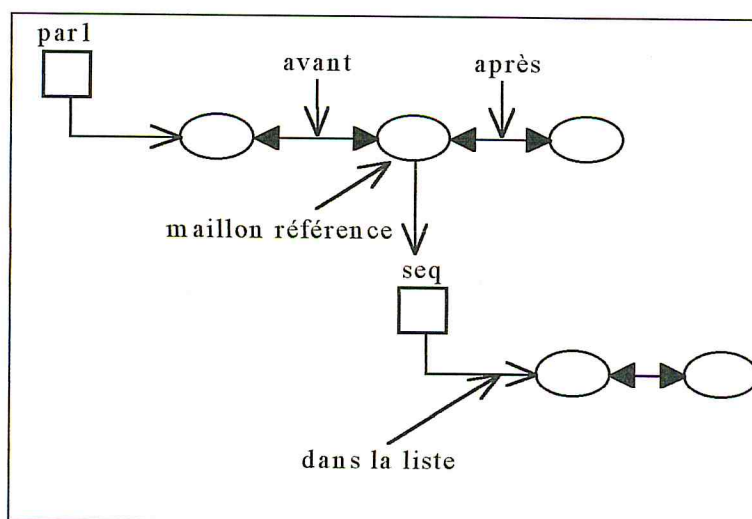 par1
avant
après
maillon référence
seq
dans la liste